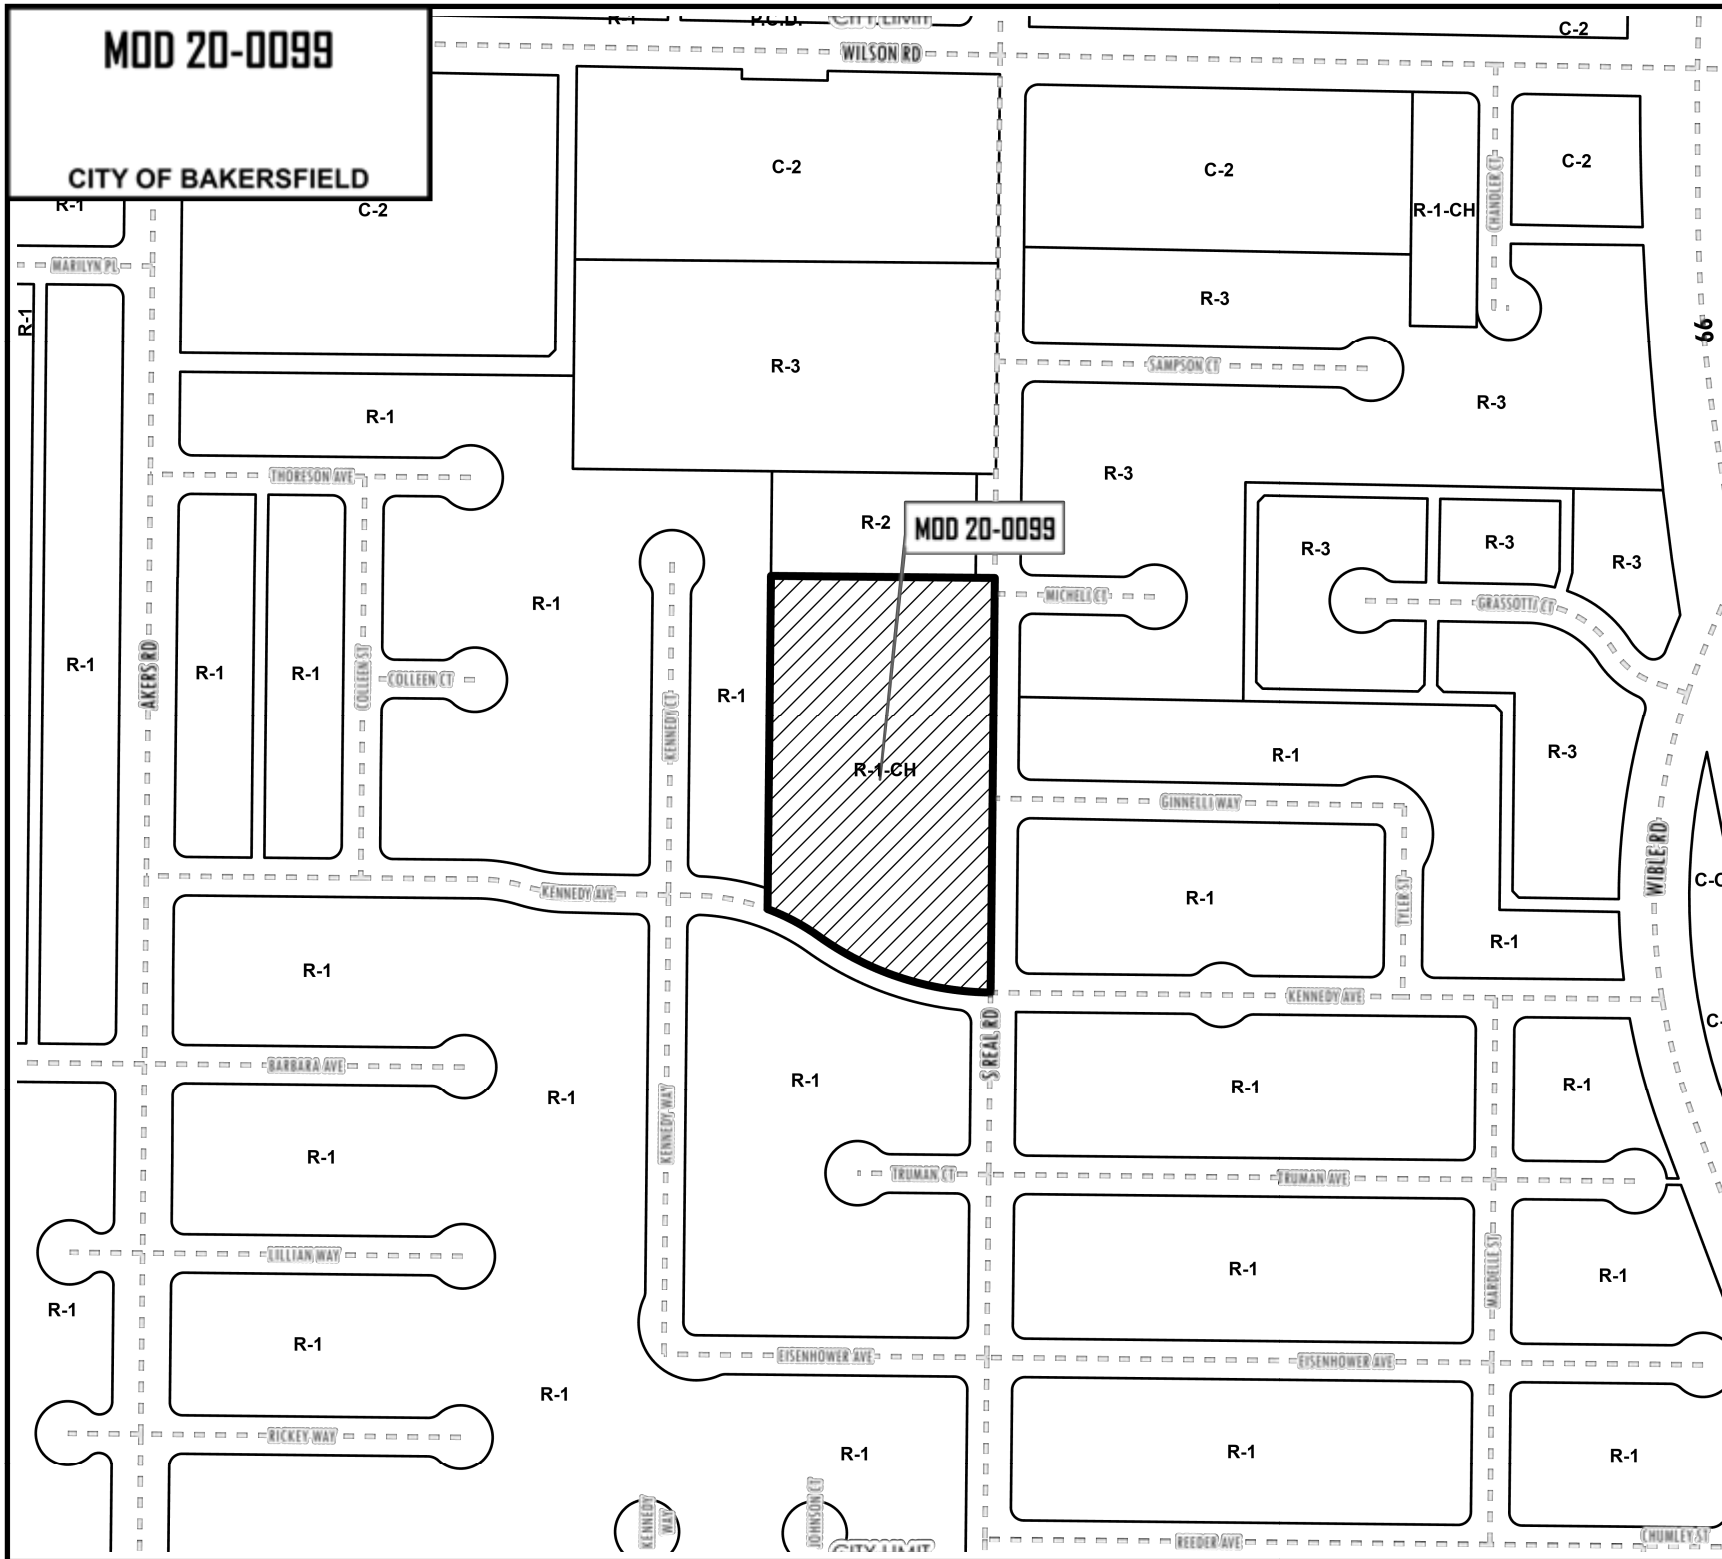 MOD 20-0099
CITY OF BAKERSFIELD
R-1
P.C.D.
CITY LIMIT
C-2
WILSON RD
C-2
C-2
C-2
R-1-CH
CHANDLER CT
R-1
C-2
MARILYN PL
R-1
R-3
99
R-3
SAMPSON CT
R-3
R-1
R-3
THORESON AVE
R-2
MOD 20-0099
R-3
R-3
R-3
R-1
MICHELE CT
GRASSOTTI CT
R-1
AKERS RD
R-1
R-1
COLLEEN ST
COLLEEN CT
KENNEDY CT
R-1
R-1-CH
R-1
R-3
GINNELLI WAY
WIBLE RD
KENNEDY AVE
R-1
TYLER ST
R-1
R-1
KENNEDY AVE
S REAL RD
BARBARA AVE
R-1
R-1
R-1
R-1
KENNEDY WAY
R-1
TRUMAN CT
TRUMAN AVE
LILLIAN WAY
R-1
MARDELLE ST
R-1
R-1
R-1
EISENHOWER AVE
EISENHOWER AVE
R-1
RICKEY WAY
R-1
R-1
R-1
KENNEDY WAY
JOHNSON CT
CITY LIMIT
REEDER AVE
CHUMLEY ST